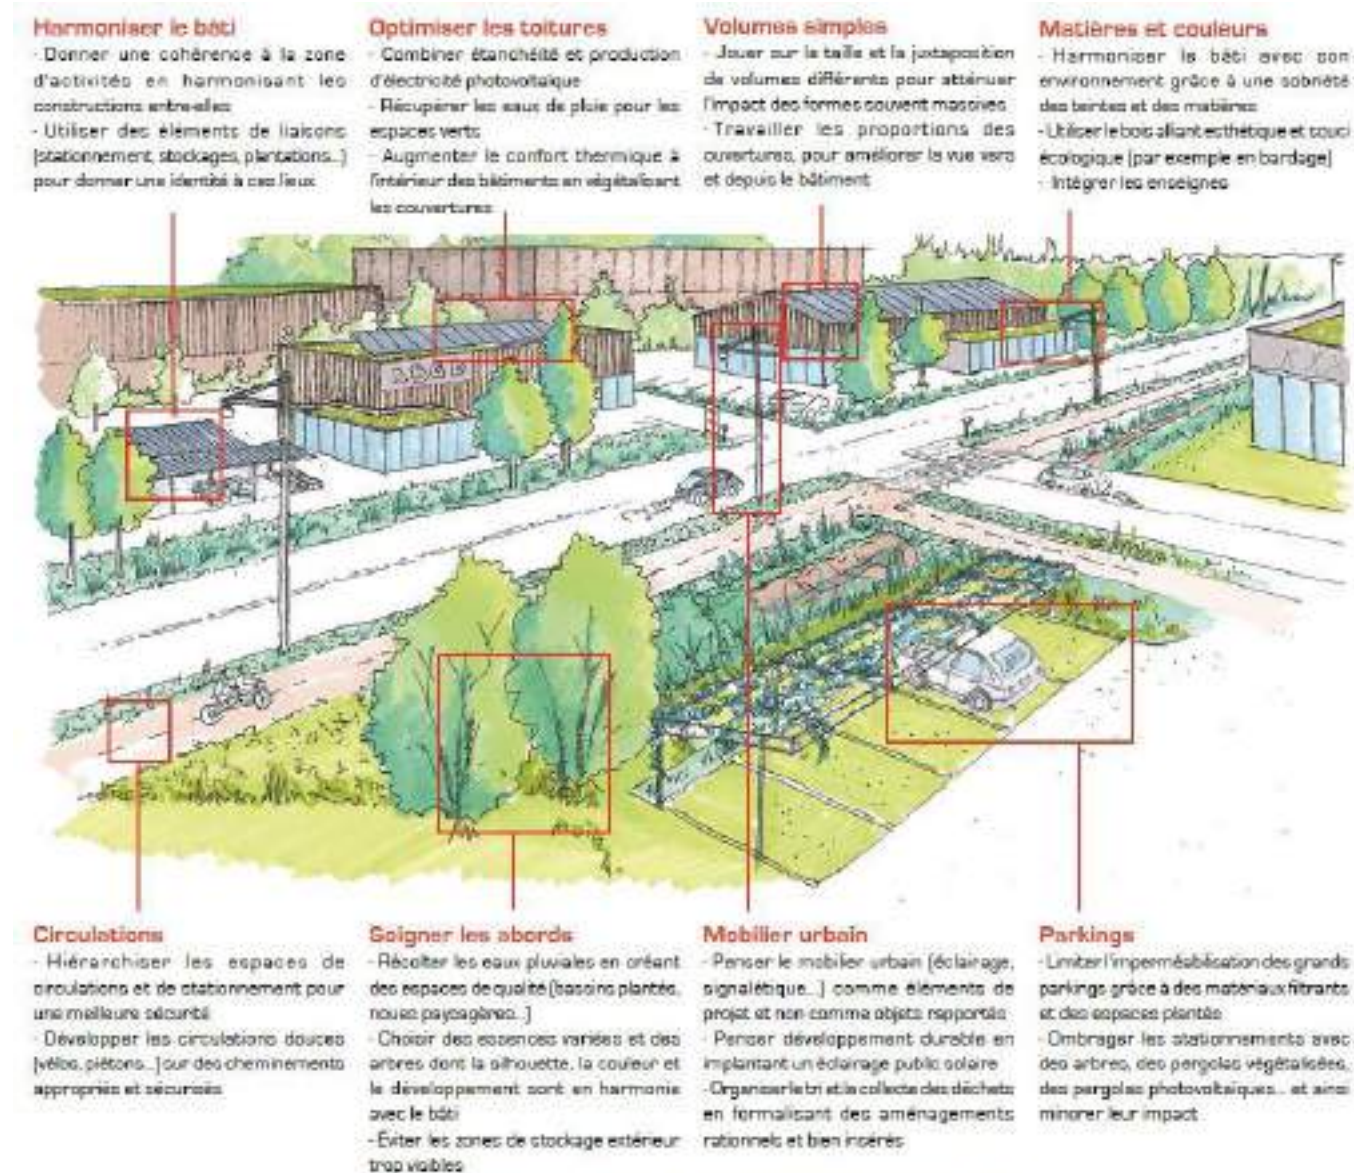 Harmoniser le bâti
- Donner une cohérence à la zone
d'activités en harmonisant les
constructions entre-elles
- Utiliser des éléments de liaisons
(stationnement, stockages, plantations...)
pour donner une identité à ces lieux
Optimiser les toitures
- Combiner étanchéité et production
d'électricité photovoltaïque
- Récupérer les eaux de pluie pour les
espaces verts
- Augmenter le confort thermique à
l'intérieur des bâtiments en végétalisant
les couvertures
Volumes simples
- Jouer sur la taille et la juxtaposition
de volumes différents pour atténuer
l'impact des formes souvent massives
- Travailler les proportions des
ouvertures, pour améliorer la vue vers
et depuis le bâtiment
Matières et couleurs
- Harmoniser le bâti avec son
environnement grâce à une sobriété
des teintes et des matières
- Utiliser le bois alliant esthétique et souci
écologique (par exemple en bardage)
- Intégrer les enseignes
Circulations
- Hiérarchiser les espaces de
circulations et de stationnement pour
une meilleure sécurité
- Développer les circulations douces
(vélos, piétons...) sur des cheminements
appropriés et sécurisés
Soigner les abords
- Récolter les eaux pluviales en créant
des espaces de qualité (bassins plantés,
noues paysagères...)
- Choisir des essences variées et des
arbres dont la silhouette, la couleur et
le développement sont en harmonie
avec le bâti
- Éviter les zones de stockage extérieur
trop visibles
Mobilier urbain
- Penser le mobilier urbain (éclairage,
signalétique...) comme éléments de
projet et non comme objets rapportés
- Penser développement durable en
implantant un éclairage public solaire
- Organiser le tri et la collecte des déchets
en formalisant des aménagements
rationnels et bien insérés
Parkings
- Limiter l'imperméabilisation des grands
parkings grâce à des matériaux filtrants
et des espaces plantés
- Ombrager les stationnements avec
des arbres, des pergolas végétalisées,
des pergolas photovoltaïques... et ainsi
minorer leur impact